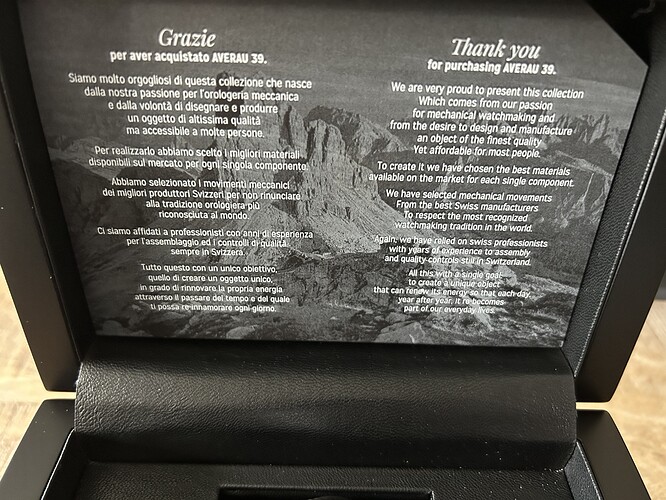 Grazie
per aver acquistato AVERAU 39.
Siamo molto orgogliosi di questa collezione che nasce
dalla nostra passione per l'orologeria meccanica
e dalla volontà di disegnare e produrre
un oggetto di altissima qualità
ma accessibile a molte persone.
Per realizzarlo abbiamo scelto i migliori materiali
disponibili sul mercato per ogni singola componente.
Abbiamo selezionato i movimenti meccanici
dei migliori produttori Svizzeri per non rinunciare
alla tradizione orologiera più
riconosciuta al mondo.
Ci siamo affidati a professionisti con anni di esperienza
per l'assemblaggio ed i controlli di qualità,
sempre in Svizzera.
Tutto questo con un unico obiettivo,
quello di creare un oggetto unico,
in grado di rinnovare la propria energia
attraverso il passare del tempo e del quale
ti possa re-innamorare ogni giorno.
Thank you
for purchasing AVERAU 39.
We are very proud to present this collection
Which comes from our passion
for mechanical watchmaking and
from the desire to design and manufacture
an object of the finest quality
Yet affordable for most people.
To create it we have chosen the best materials
available on the market for each single component.
We have selected mechanical movements
From the best Swiss manufacturers
To respect the most recognized
watchmaking tradition in the world.
Again, we have relied on swiss professionists
with years of experience to assembly
and quality controls still in Switzerland.
All this with a single goal
to create a unique object
that can renew its energy so that each day,
year after year, it re-becomes
part of our everyday lives.